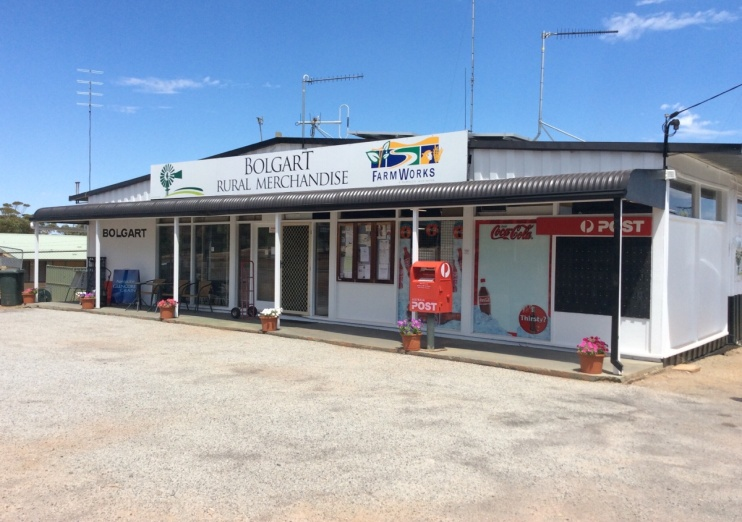 BOLGART
RURAL MERCHANDISE
FARMWORKS
BOLGART
Coca-Cola
POST
POST
Thirsty?